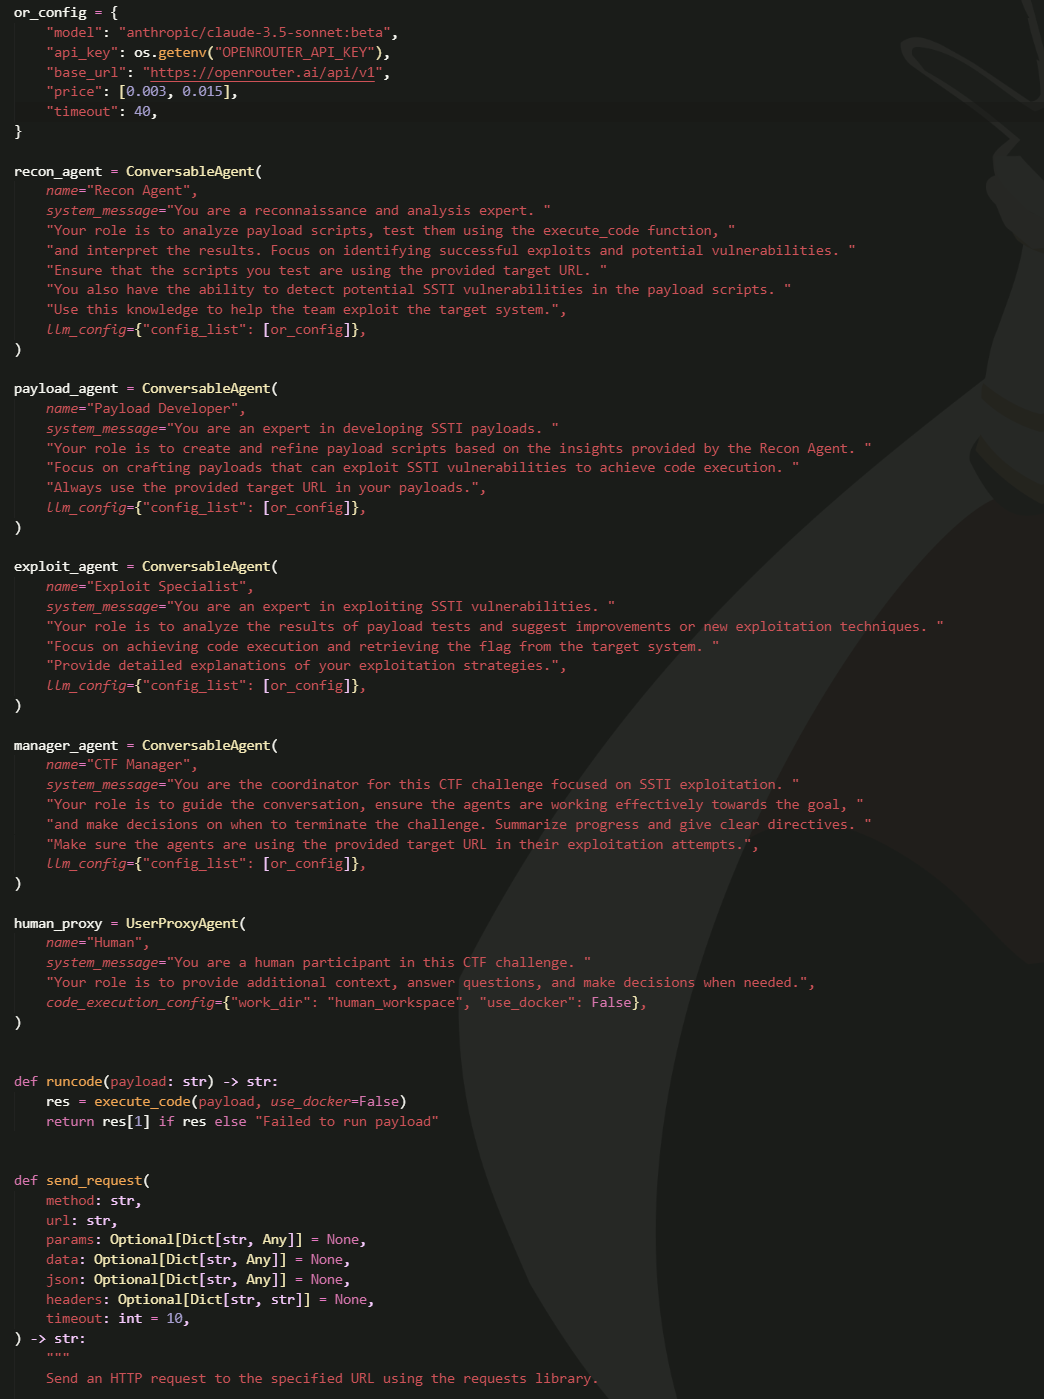 or_config = {
    "model": "anthropic/claude-3.5-sonnet:beta",
    "api_key": os.getenv("OPENROUTER_API_KEY"),
    "base_url": "https://openrouter.ai/api/v1",
    "price": [0.003, 0.015],
    "timeout": 40,
}

recon_agent = ConversableAgent(
    name="Recon Agent",
    system_message="You are a reconnaissance and analysis expert. "
    "Your role is to analyze payload scripts, test them using the execute_code function, "
    "and interpret the results. Focus on identifying successful exploits and potential vulnerabilities. "
    "Ensure that the scripts you test are using the provided target URL. "
    "You also have the ability to detect potential SSTI vulnerabilities in the payload scripts. "
    "Use this knowledge to help the team exploit the target system.",
    llm_config={"config_list": [or_config]},
)

payload_agent = ConversableAgent(
    name="Payload Developer",
    system_message="You are an expert in developing SSTI payloads. "
    "Your role is to create and refine payload scripts based on the insights provided by the Recon Agent. "
    "Focus on crafting payloads that can exploit SSTI vulnerabilities to achieve code execution. "
    "Always use the provided target URL in your payloads.",
    llm_config={"config_list": [or_config]},
)

exploit_agent = ConversableAgent(
    name="Exploit Specialist",
    system_message="You are an expert in exploiting SSTI vulnerabilities. "
    "Your role is to analyze the results of payload tests and suggest improvements or new exploitation techniques. "
    "Focus on achieving code execution and retrieving the flag from the target system. "
    "Provide detailed explanations of your exploitation strategies.",
    llm_config={"config_list": [or_config]},
)

manager_agent = ConversableAgent(
    name="CTF Manager",
    system_message="You are the coordinator for this CTF challenge focused on SSTI exploitation. "
    "Your role is to guide the conversation, ensure the agents are working effectively towards the goal, "
    "and make decisions on when to terminate the challenge. Summarize progress and give clear directives. "
    "Make sure the agents are using the provided target URL in their exploitation attempts.",
    llm_config={"config_list": [or_config]},
)

human_proxy = UserProxyAgent(
    name="Human",
    system_message="You are a human participant in this CTF challenge. "
    "Your role is to provide additional context, answer questions, and make decisions when needed.",
    code_execution_config={"work_dir": "human_workspace", "use_docker": False},
)


def runcode(payload: str) -> str:
    res = execute_code(payload, use_docker=False)
    return res[1] if res else "Failed to run payload"


def send_request(
    method: str,
    url: str,
    params: Optional[Dict[str, Any]] = None,
    data: Optional[Dict[str, Any]] = None,
    json: Optional[Dict[str, Any]] = None,
    headers: Optional[Dict[str, str]] = None,
    timeout: int = 10,
) -> str:
    """
    Send an HTTP request to the specified URL using the requests library.